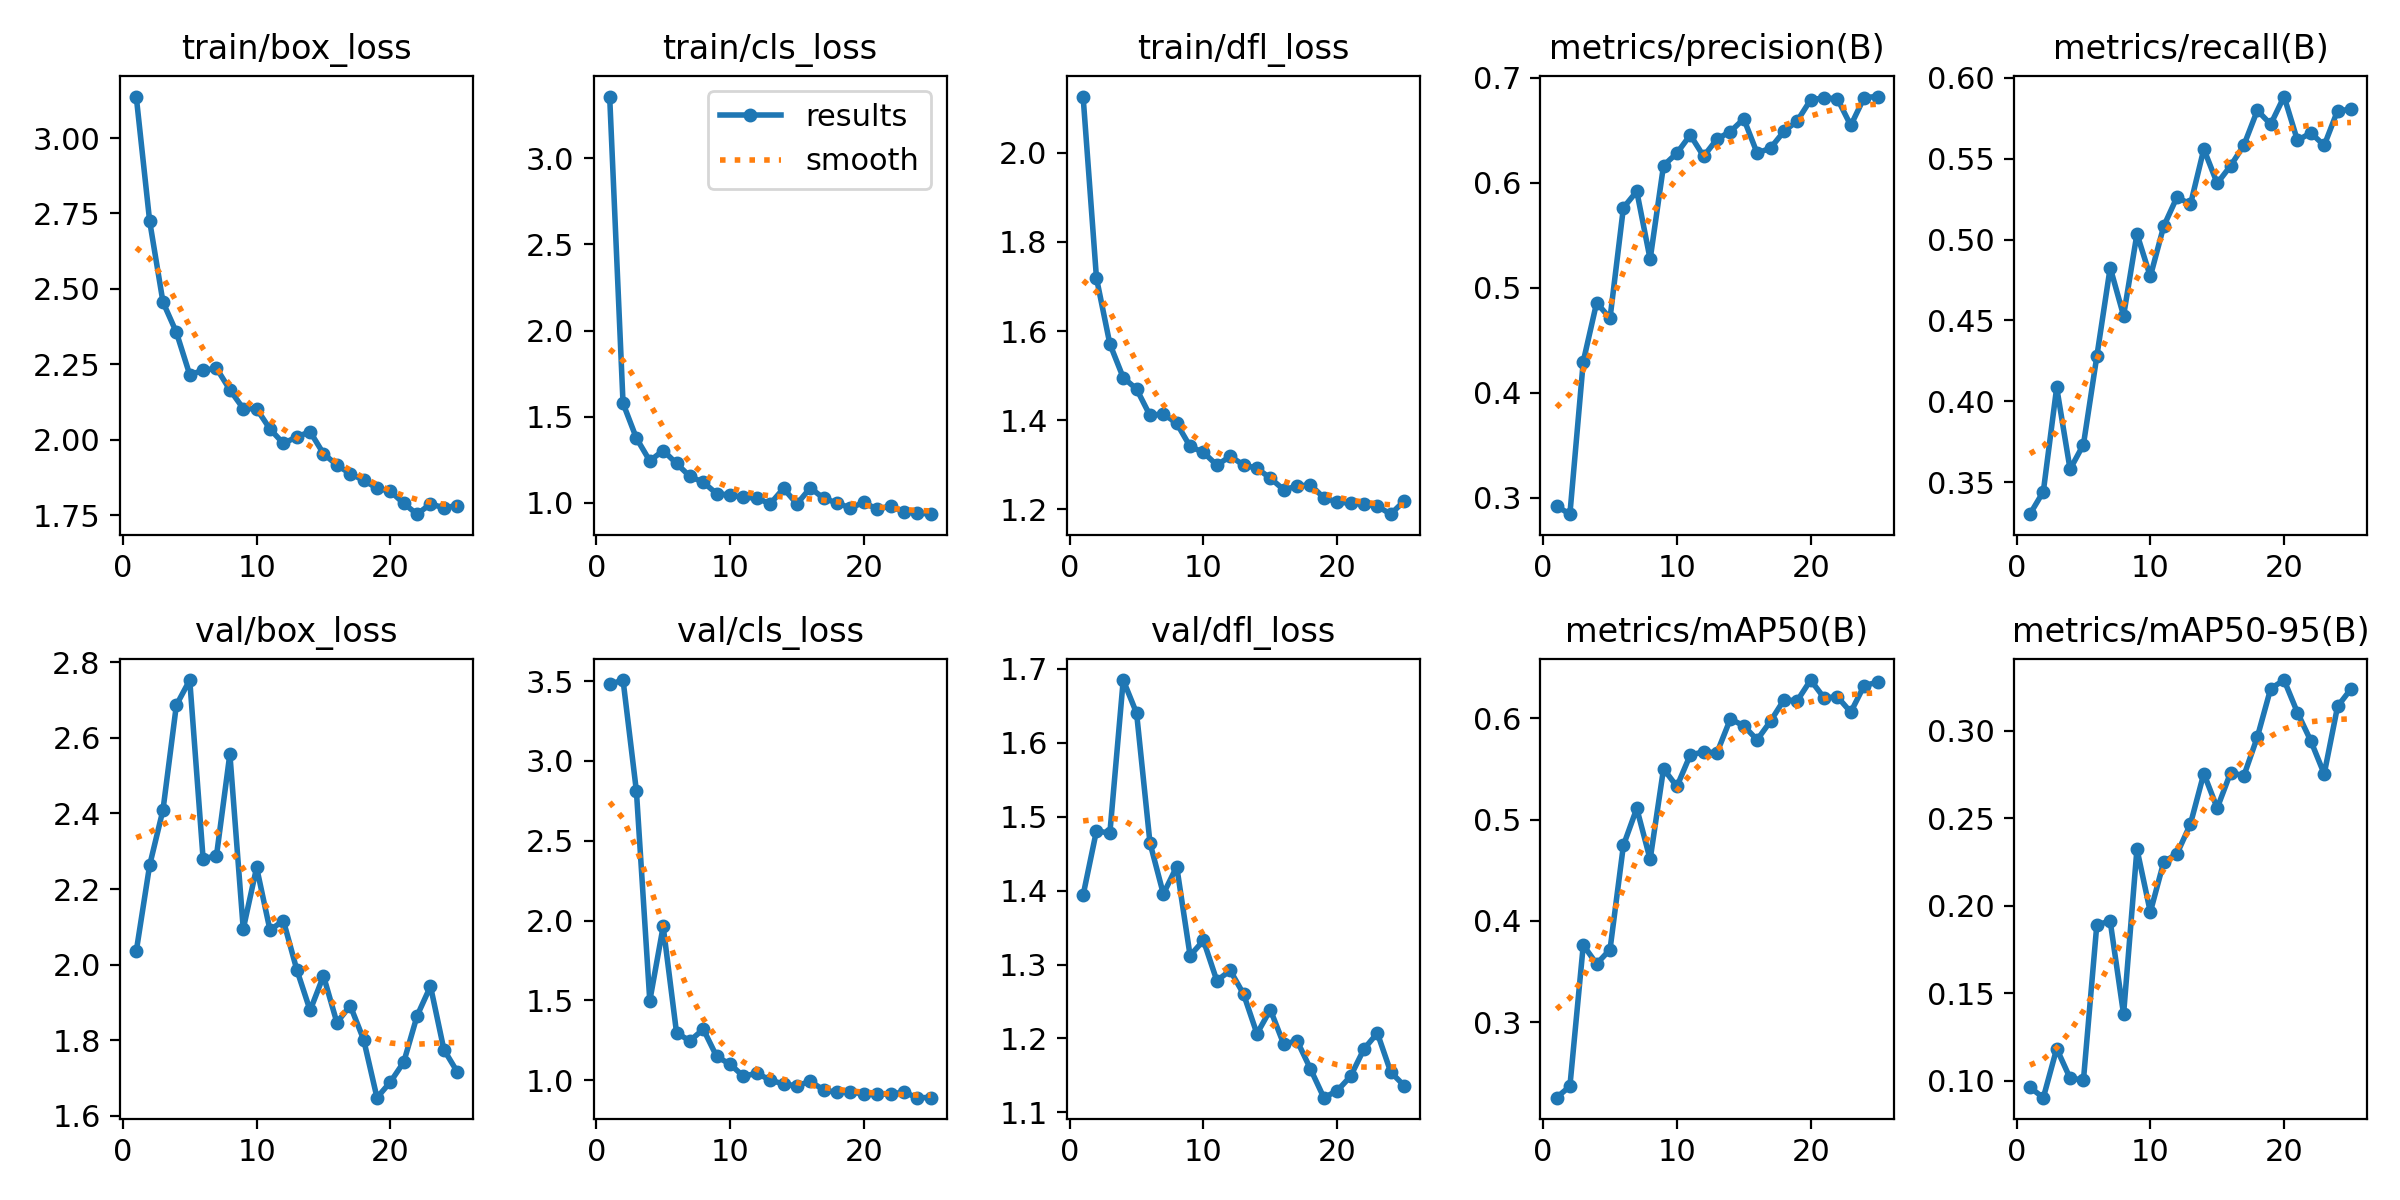 train/box_loss
3.00
2.75
2.50
2.25
2.00
1.75
0 10 20
train/cls_loss
results
smooth
3.0
2.5
2.0
1.5
1.0
0 10 20
train/dfl_loss
2.0
1.8
1.6
1.4
1.2
0 10 20
metrics/precision(B)
0.7
0.6
0.5
0.4
0.3
0 10 20
metrics/recall(B)
0.60
0.55
0.50
0.45
0.40
0.35
0 10 20
val/box_loss
2.8
2.6
2.4
2.2
2.0
1.8
1.6
0 10 20
val/cls_loss
3.5
3.0
2.5
2.0
1.5
1.0
0 10 20
val/dfl_loss
1.7
1.6
1.5
1.4
1.3
1.2
1.1
0 10 20
metrics/mAP50(B)
0.6
0.5
0.4
0.3
0 10 20
metrics/mAP50-95(B)
0.30
0.25
0.20
0.15
0.10
0 10 20